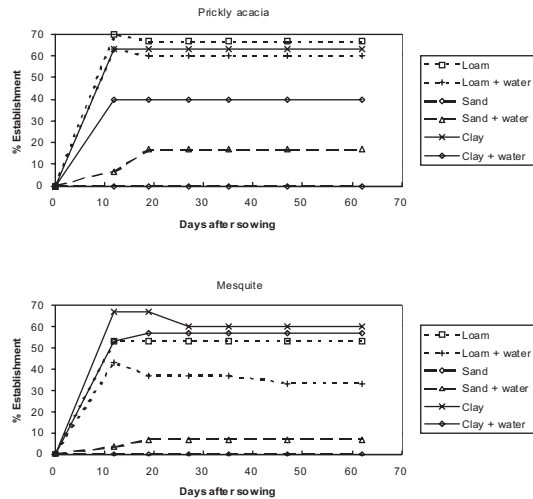 Prickly acacia
70
60
50
40
30
20
10
0
% Establishment
0 10 20 30 40 50 60 70
Days after sowing
Loam
Loam + water
Sand
Sand + water
Clay
Clay + water
Mesquite
70
60
50
40
30
20
10
0
% Establishment
0 10 20 30 40 50 60 70
Days after sowing
Loam
Loam + water
Sand
Sand + water
Clay
Clay + water